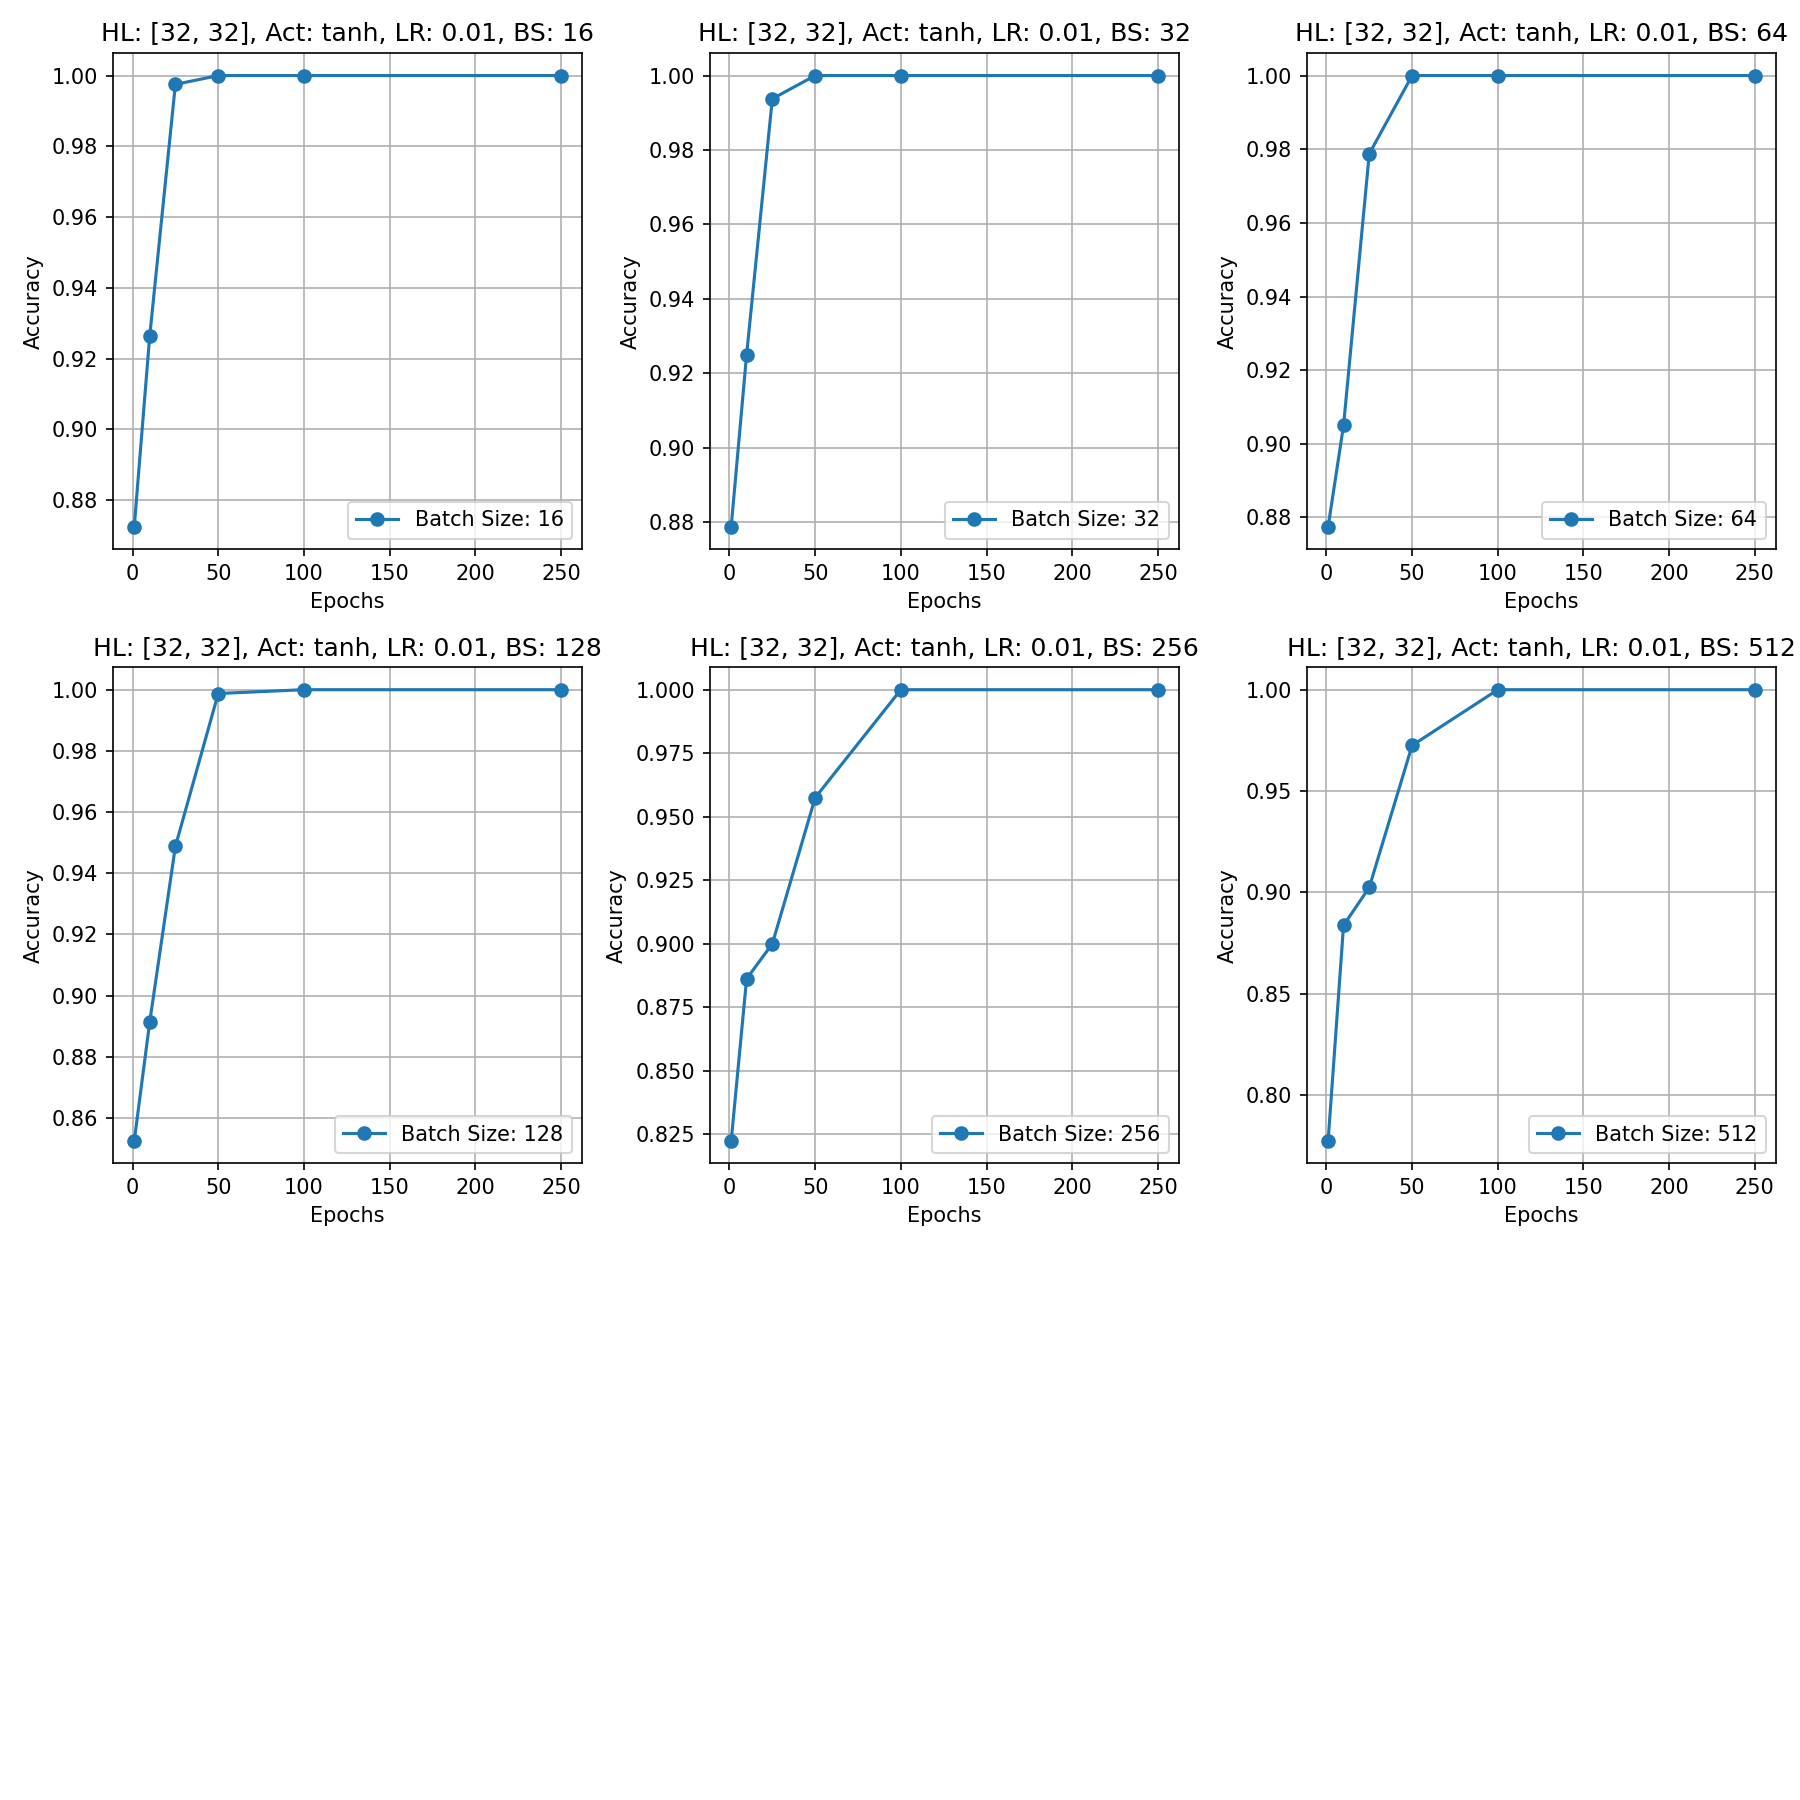 HL: [32, 32], Act: tanh, LR: 0.01, BS: 16
1.00
0.98
0.96
0.94
0.92
0.90
0.88
Accuracy
Batch Size: 16
0 50 100 150 200 250
Epochs
HL: [32, 32], Act: tanh, LR: 0.01, BS: 32
1.00
0.98
0.96
0.94
0.92
0.90
0.88
Accuracy
Batch Size: 32
0 50 100 150 200 250
Epochs
HL: [32, 32], Act: tanh, LR: 0.01, BS: 64
1.00
0.98
0.96
0.94
0.92
0.90
0.88
Accuracy
Batch Size: 64
0 50 100 150 200 250
Epochs
HL: [32, 32], Act: tanh, LR: 0.01, BS: 128
1.00
0.98
0.96
0.94
0.92
0.90
0.88
0.86
Accuracy
Batch Size: 128
0 50 100 150 200 250
Epochs
HL: [32, 32], Act: tanh, LR: 0.01, BS: 256
1.000
0.975
0.950
0.925
0.900
0.875
0.850
0.825
Accuracy
Batch Size: 256
0 50 100 150 200 250
Epochs
HL: [32, 32], Act: tanh, LR: 0.01, BS: 512
1.00
0.95
0.90
0.85
0.80
Accuracy
Batch Size: 512
0 50 100 150 200 250
Epochs